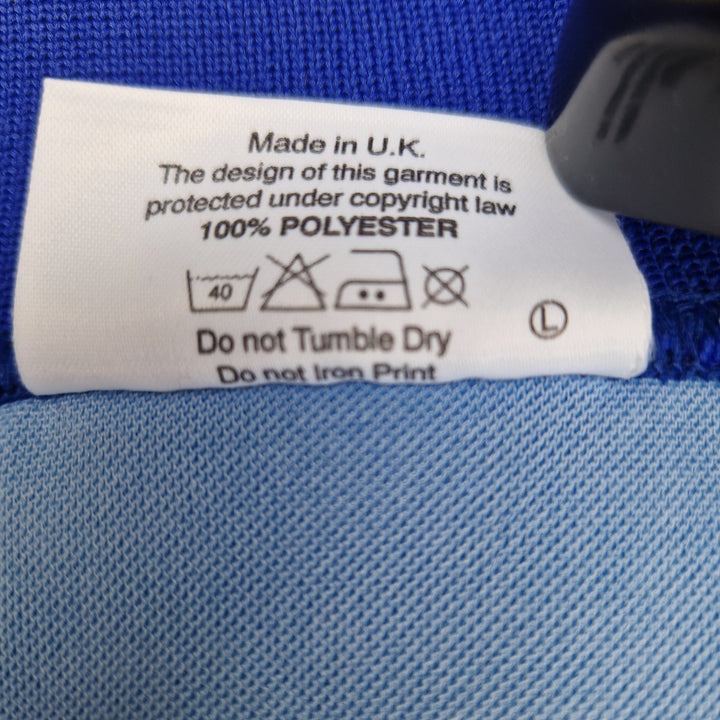 Made in U.K.
The design of this garment is
protected under copyright law
100% POLYESTER
40
L
Do not Tumble Dry
Do not Iron Print